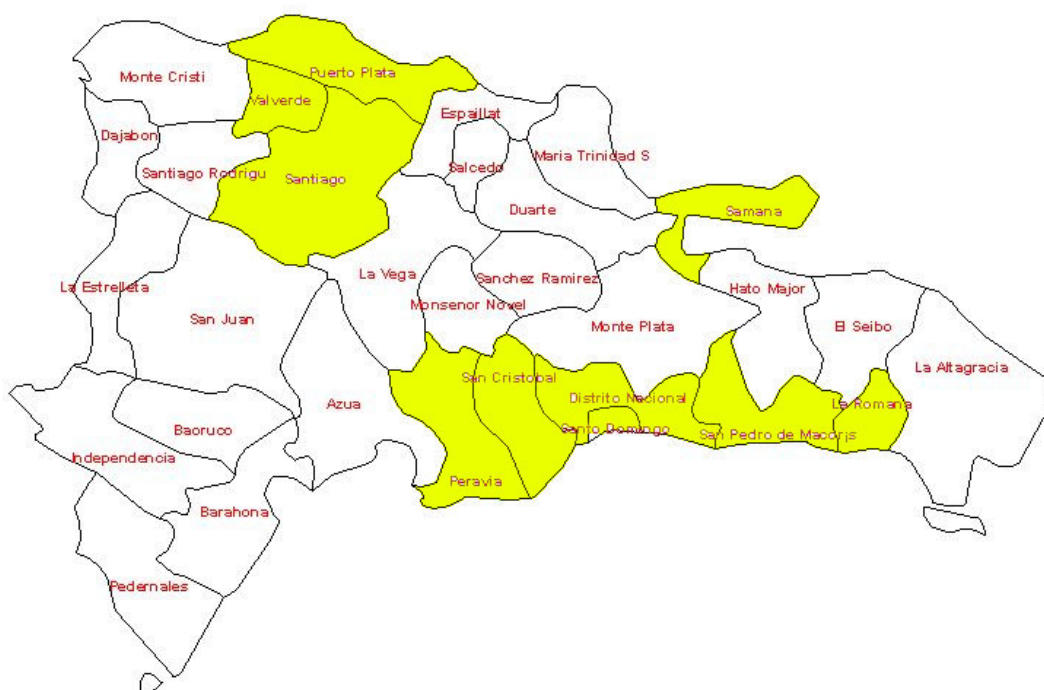 Puerto Plata
Monte Cristi
Valverde
Espaillat
Dajabon
Maria Trinidad S
Salcedo
Santiago Rodrigu
Santiago
Duarte
Samana
La Vega
Sanchez Ramirez
La Estrelleta
Hato Major
Monsenor Novel
San Juan
Monte Plata
El Seibo
La Altagracia
San Cristobal
Distrito Nacional
Azua
La Romana
Baoruco
Santo Domingo
San Pedro de Macoris
Independencia
Peravia
Barahona
Pedernales